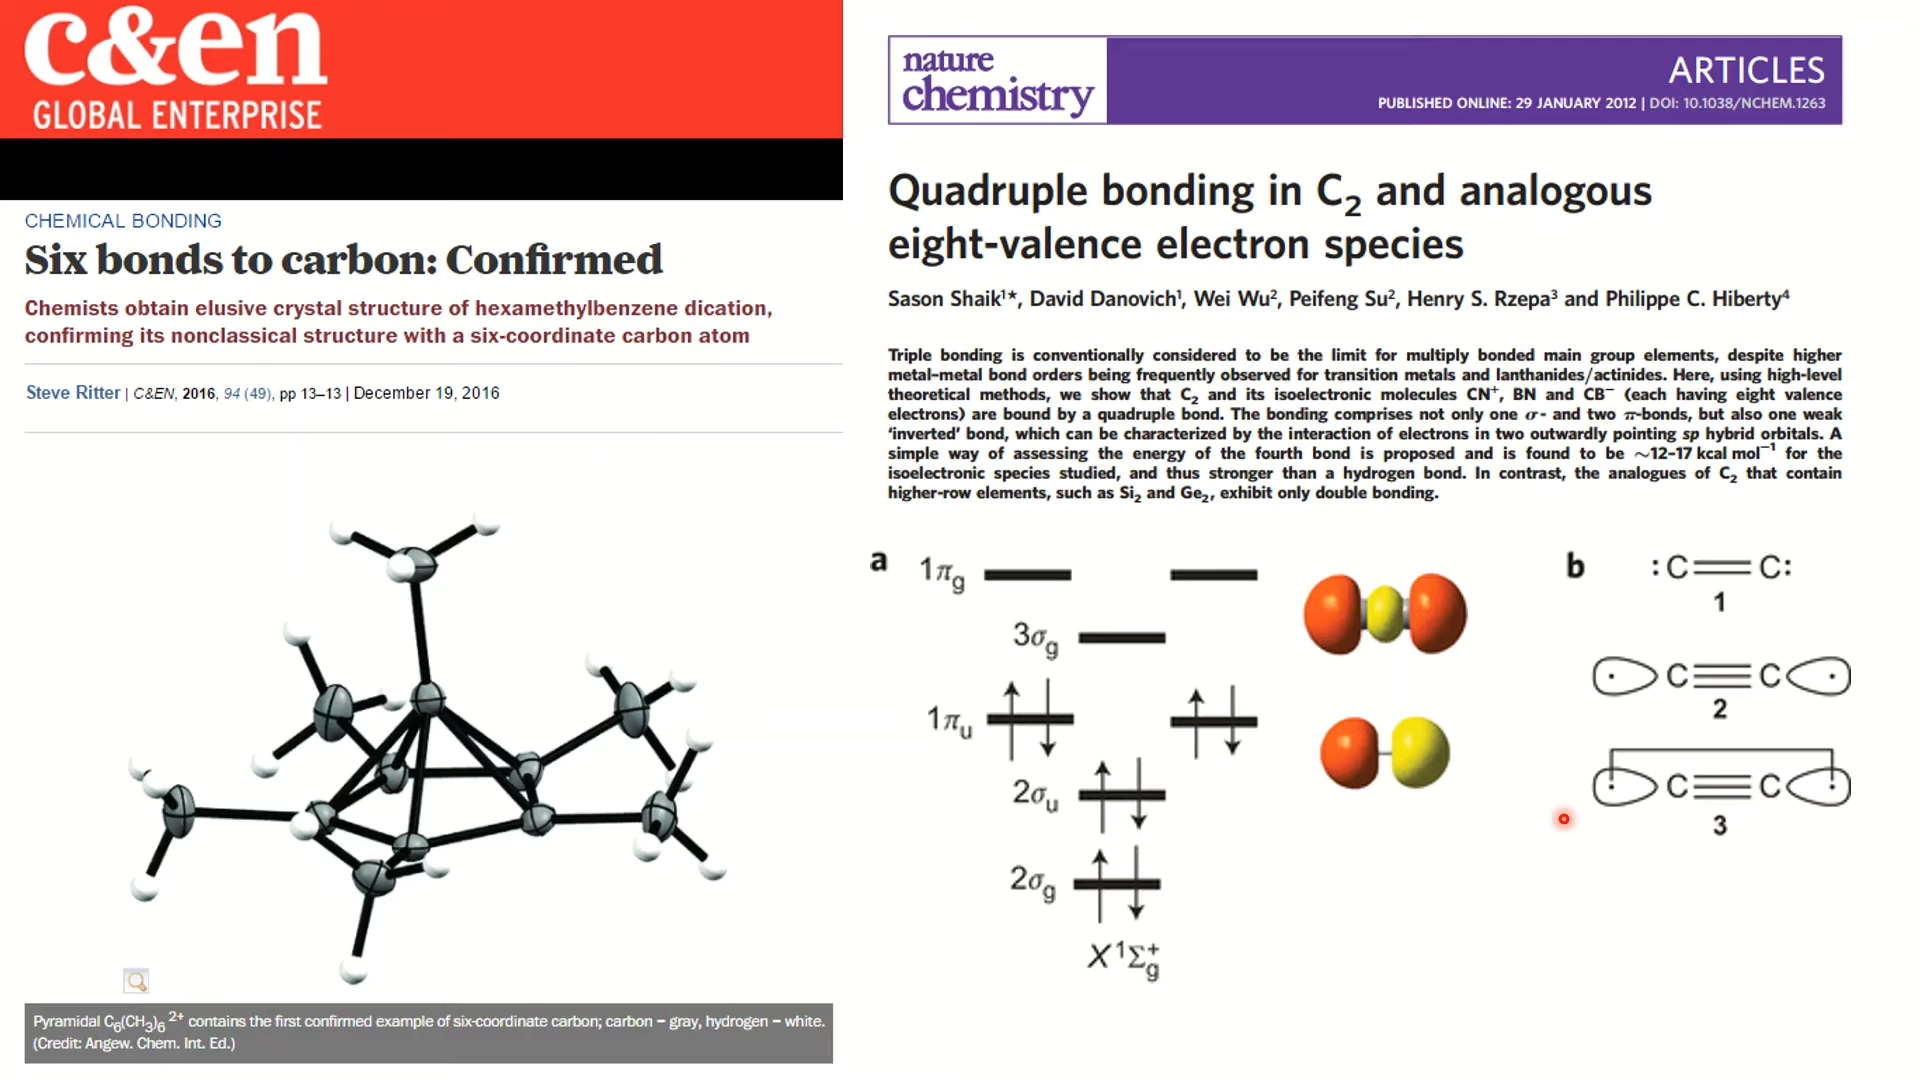 c&en
GLOBAL ENTERPRISE
CHEMICAL BONDING
Six bonds to carbon: Confirmed
Chemists obtain elusive crystal structure of hexamethylbenzene dication,
confirming its nonclassical structure with a six-coordinate carbon atom
Steve Ritter | C&EN, 2016, 94 (49), pp 13–13 | December 19, 2016
Pyramidal C₆(CH₃)₆²⁺ contains the first confirmed example of six-coordinate carbon; carbon – gray, hydrogen – white.
(Credit: Angew. Chem. Int. Ed.)
nature
chemistry
ARTICLES
PUBLISHED ONLINE: 29 JANUARY 2012 | DOI: 10.1038/NCHEM.1263
Quadruple bonding in C₂ and analogous
eight-valence electron species
Sason Shaik¹*, David Danovich¹, Wei Wu², Peifeng Su², Henry S. Rzepa³ and Philippe C. Hiberty⁴
Triple bonding is conventionally considered to be the limit for multiply bonded main group elements, despite higher
metal–metal bond orders being frequently observed for transition metals and lanthanides/actinides. Here, using high-level
theoretical methods, we show that C₂ and its isoelectronic molecules CN⁺, BN and CB⁻ (each having eight valence
electrons) are bound by a quadruple bond. The bonding comprises not only one σ- and two π-bonds, but also one weak
‘inverted’ bond, which can be characterized by the interaction of electrons in two outwardly pointing sp hybrid orbitals. A
simple way of assessing the energy of the fourth bond is proposed and is found to be ~12–17 kcal mol⁻¹ for the
isoelectronic species studied, and thus stronger than a hydrogen bond. In contrast, the analogues of C₂ that contain
higher-row elements, such as Si₂ and Ge₂, exhibit only double bonding.
a
1πg
3σg
1πu
2σu
2σg
X¹Σg⁺
b
:C=C:
1
C≡C
2
C≡C
3